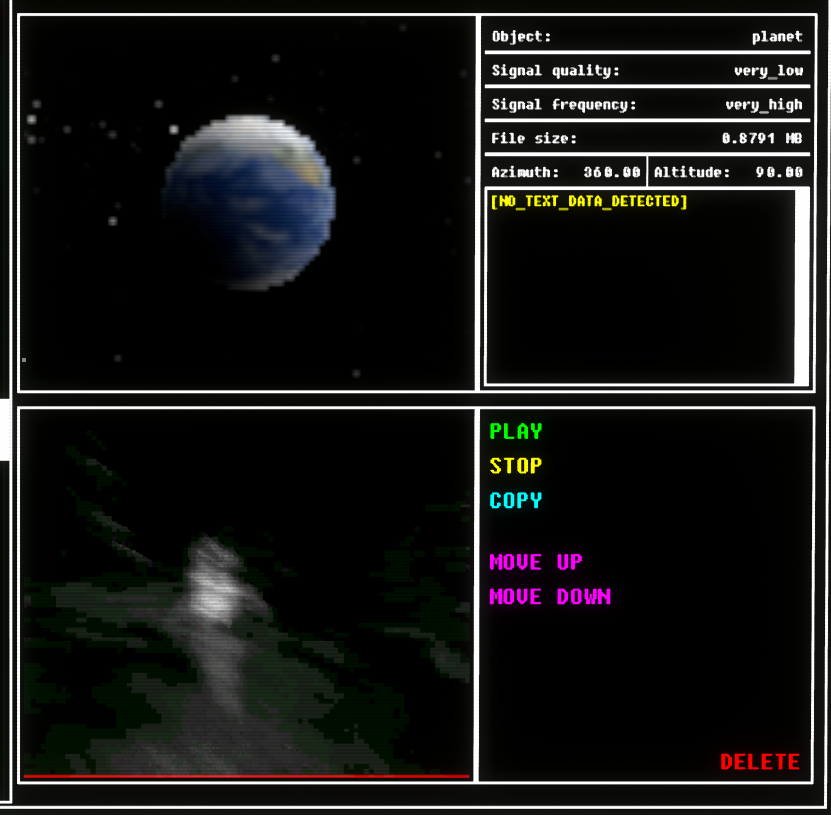 Object: planet
Signal quality: very_low
Signal frequency: very_high
File size: 0.8791 MB
Azimuth: 360.00 Altitude: 90.00
[NO_TEXT_DATA_DETECTED]
PLAY
STOP
COPY
MOVE UP
MOVE DOWN
DELETE